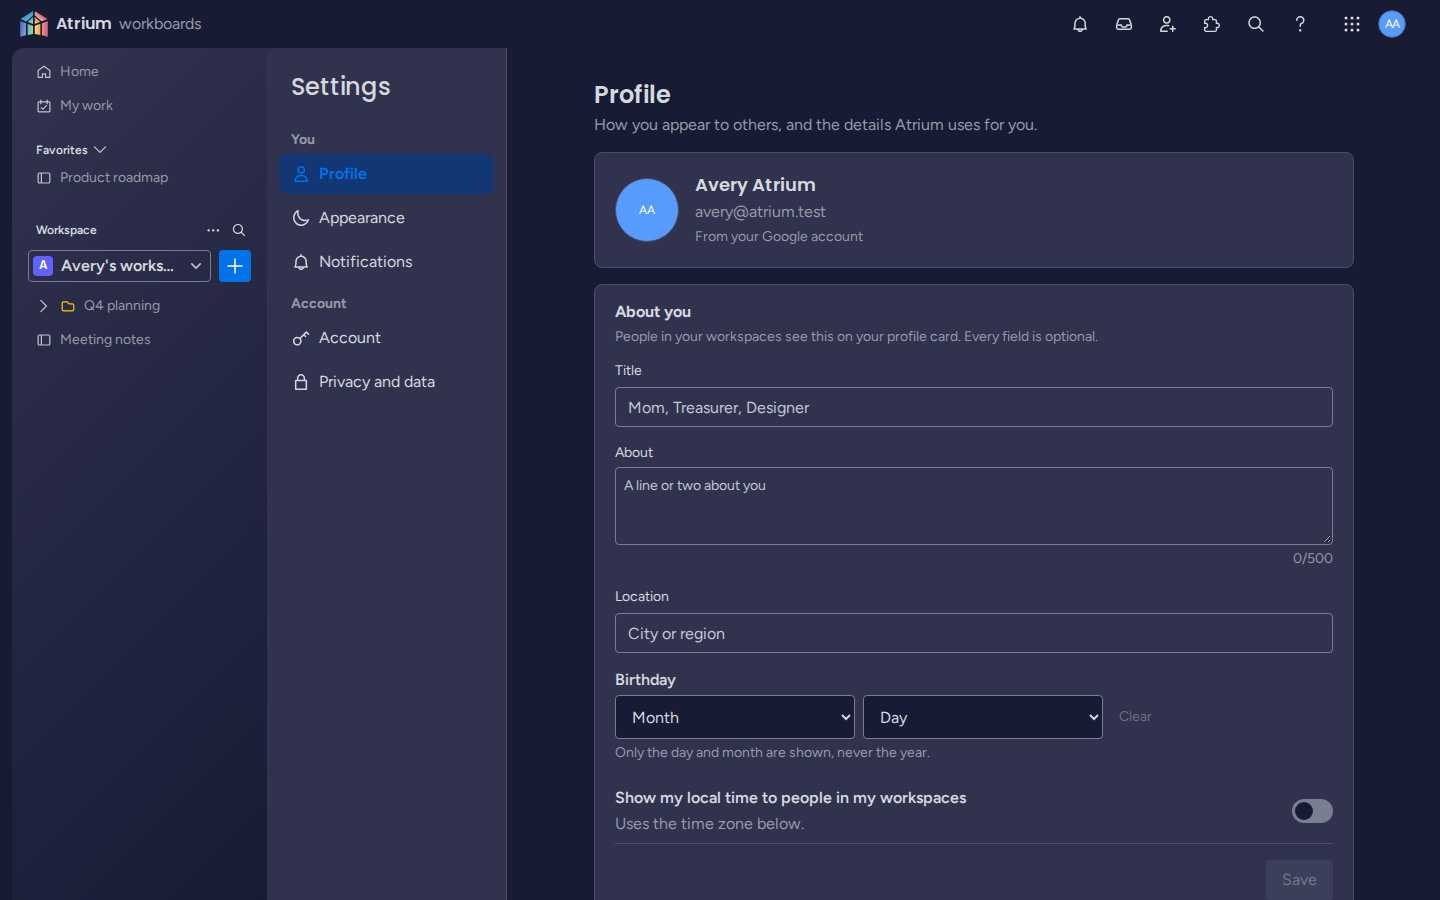 Atrium workboards
AA
Home
My work
Favorites
Product roadmap
Workspace
A
Avery's works...
Q4 planning
Meeting notes
Settings
You
Profile
Appearance
Notifications
Account
Account
Privacy and data
Profile
How you appear to others, and the details Atrium uses for you.
AA
Avery Atrium
avery@atrium.test
From your Google account
About you
People in your workspaces see this on your profile card. Every field is optional.
Title
Mom, Treasurer, Designer
About
A line or two about you
0/500
Location
City or region
Birthday
Month
Day
Clear
Only the day and month are shown, never the year.
Show my local time to people in my workspaces
Uses the time zone below.
Save